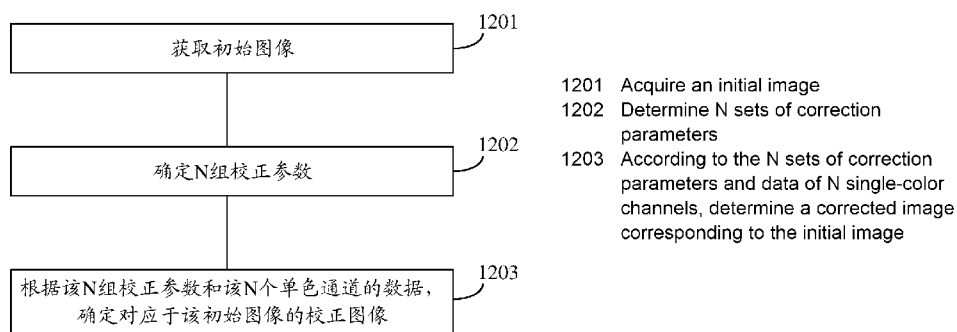 1201
获取初始图像
1202
确定N组校正参数
1203
根据该N组校正参数和该N个单色通道的数据，
确定对应于该初始图像的校正图像
1201 Acquire an initial image
1202 Determine N sets of correction
parameters
1203 According to the N sets of correction
parameters and data of N single-color
channels, determine a corrected image
corresponding to the initial image